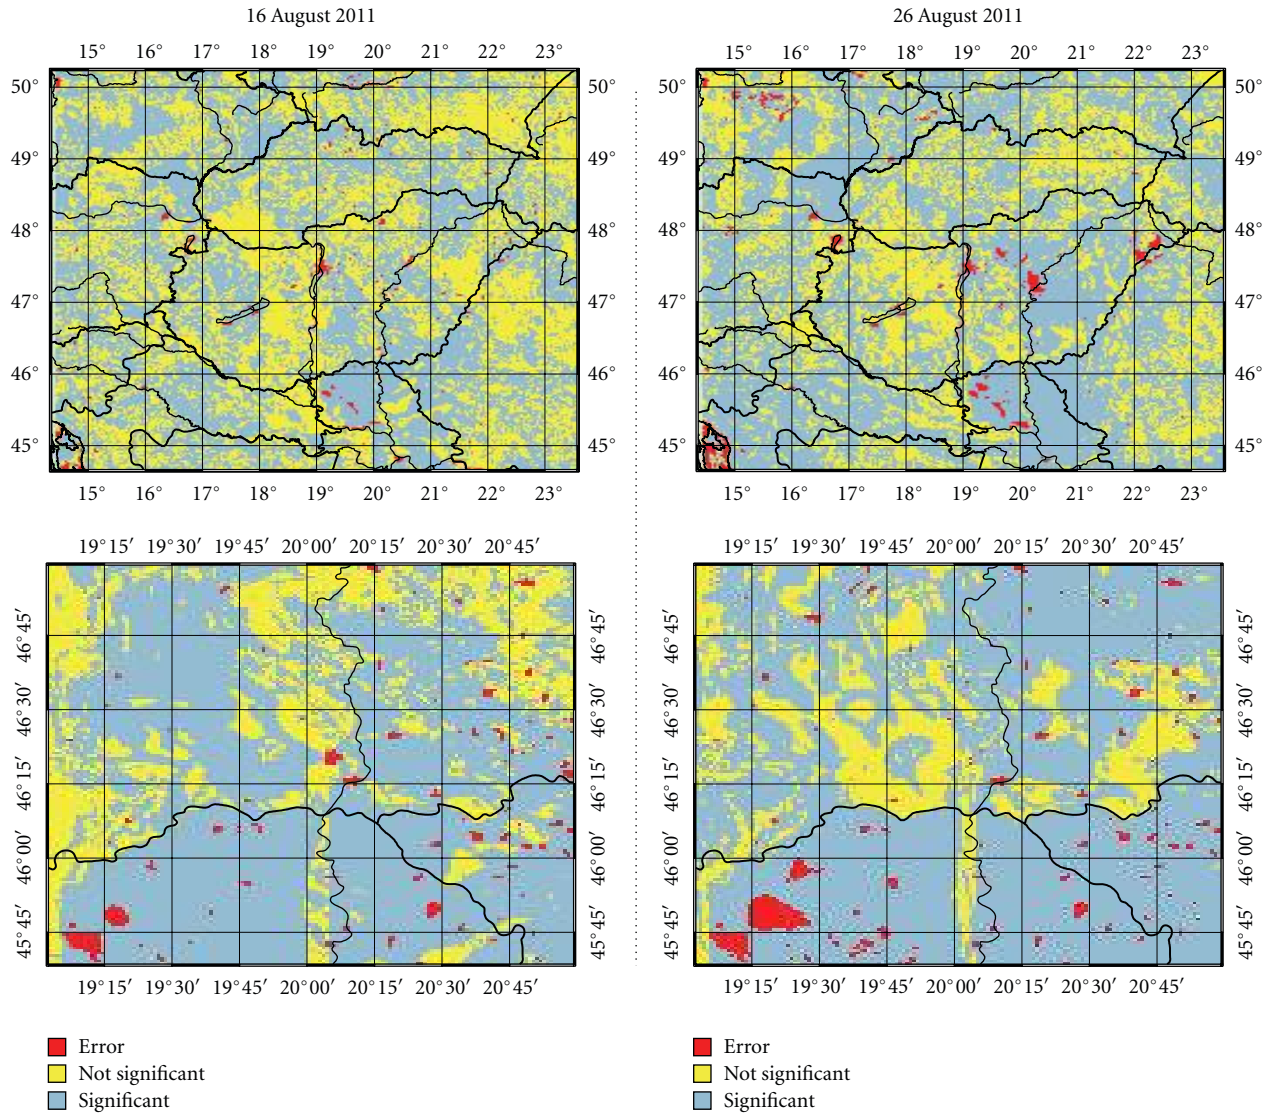 16 August 2011
26 August 2011
15° 16° 17° 18° 19° 20° 21° 22° 23°
15° 16° 17° 18° 19° 20° 21° 22° 23°
50° 50° 50° 50°
49° 49° 49° 49°
48° 48° 48° 48°
47° 47° 47° 47°
46° 46° 46° 46°
45° 45° 45° 45°
15° 16° 17° 18° 19° 20° 21° 22° 23°
15° 16° 17° 18° 19° 20° 21° 22° 23°
19°15′ 19°30′ 19°45′ 20°00′ 20°15′ 20°30′ 20°45′
19°15′ 19°30′ 19°45′ 20°00′ 20°15′ 20°30′ 20°45′
46°45′ 46°45′ 46°45′ 46°45′
46°30′ 46°30′ 46°30′ 46°30′
46°15′ 46°15′ 46°15′ 46°15′
46°00′ 46°00′ 46°00′ 46°00′
45°45′ 45°45′ 45°45′ 45°45′
19°15′ 19°30′ 19°45′ 20°00′ 20°15′ 20°30′ 20°45′
19°15′ 19°30′ 19°45′ 20°00′ 20°15′ 20°30′ 20°45′
Error
Not significant
Significant
Error
Not significant
Significant